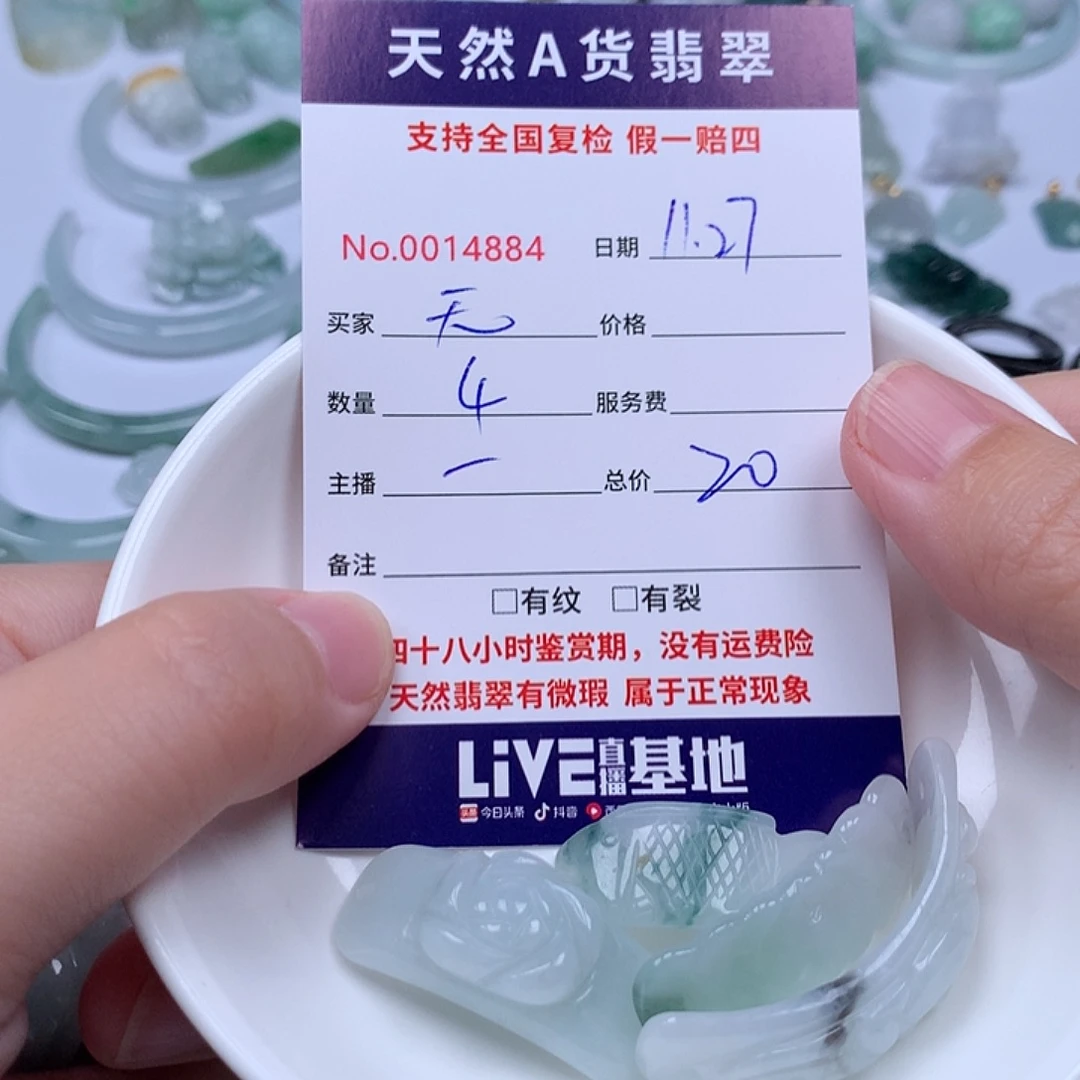 天然A货翡翠
支持全国复检 假一赔四
No.0014884 日期 11.27
买家 天 价格
数量 4 服务费
主播 一 总价 20
备注
□有纹 □有裂
四十八小时鉴赏期，没有运费险
天然翡翠有微瑕 属于正常现象
LiVE直播基地
头条 今日头条 抖音